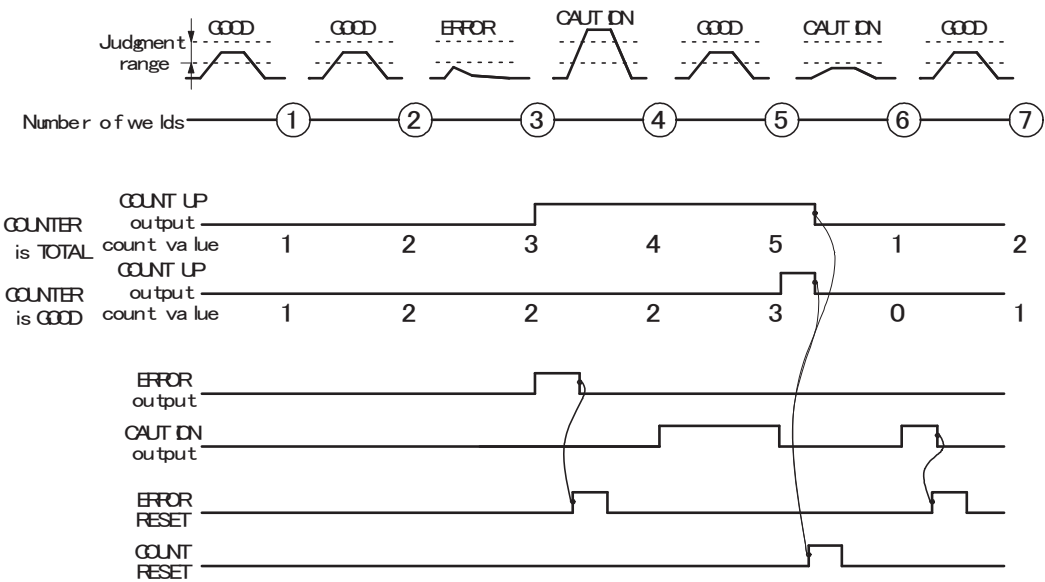 GOOD GOOD ERROR CAUTION GOOD CAUTION GOOD
Judgment
range
Number of welds 1 2 3 4 5 6 7
COUNT UP
output
COUNTER
is TOTAL
count value 1 2 3 4 5 1 2
COUNT UP
output
COUNTER
is GOOD
count value 1 2 2 2 3 0 1
ERROR
output
CAUTION
output
ERROR
RESET
COUNT
RESET